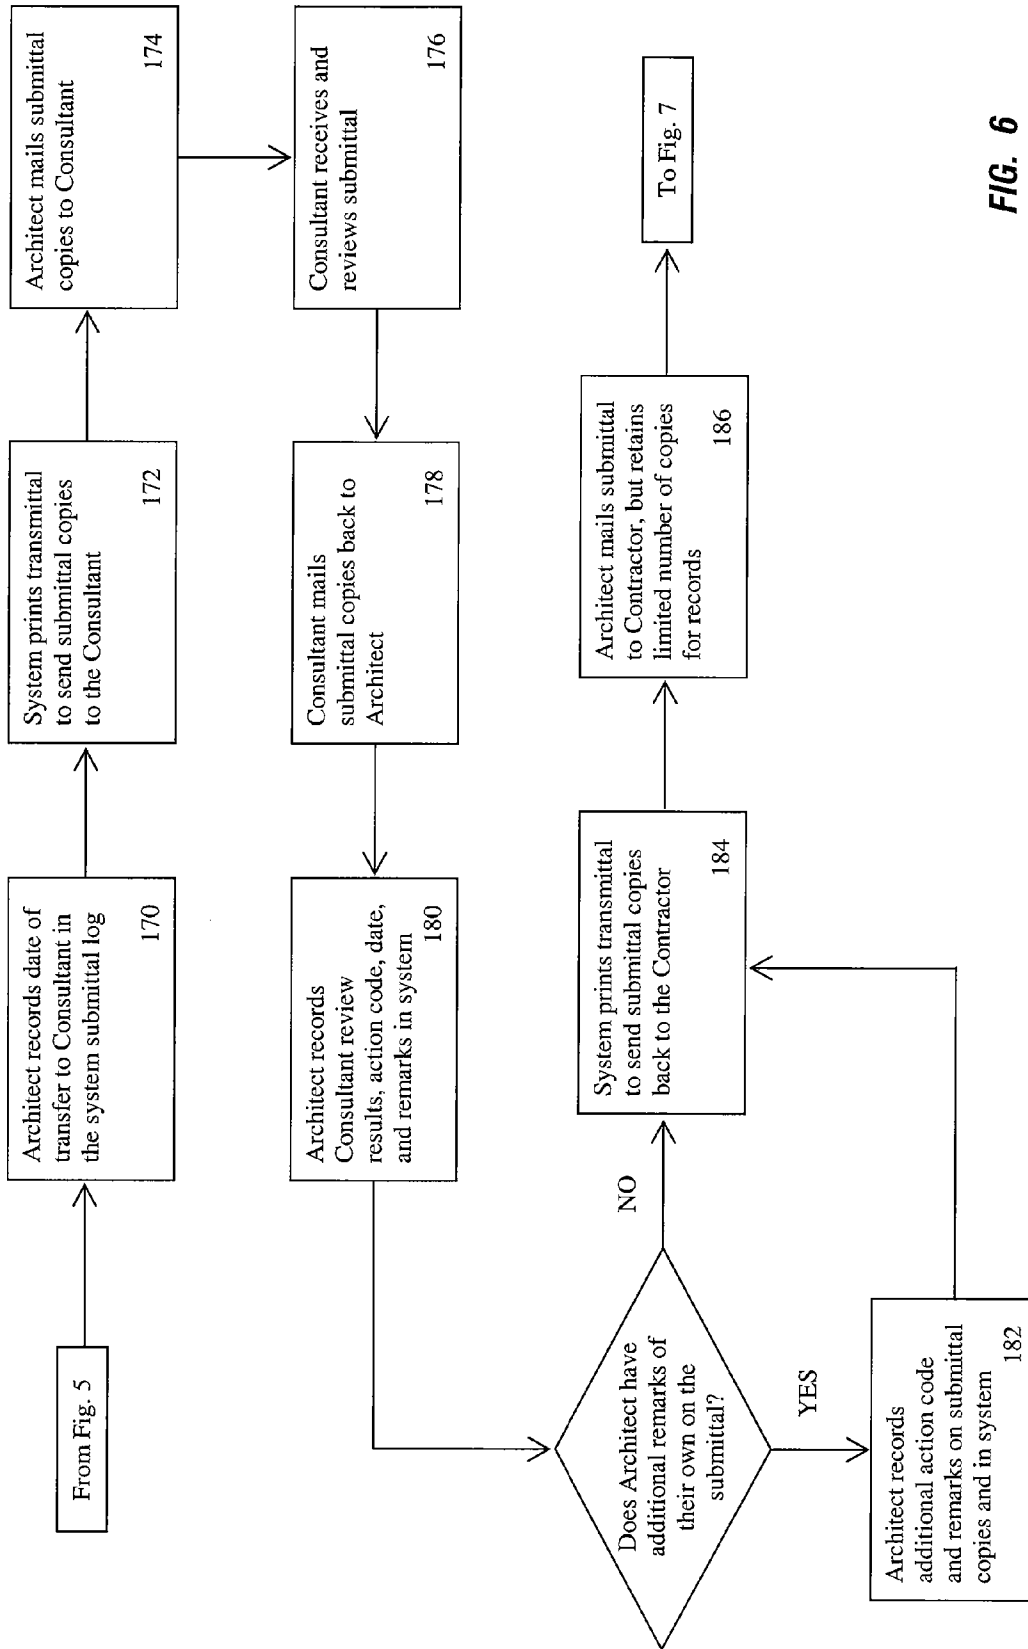 From Fig. 5
Architect records date of
transfer to Consultant in
the system submittal log
170
System prints transmittal
to send submittal copies
to the Consultant
172
Architect mails submittal
copies to Consultant
174
Consultant receives and
reviews submittal
176
Consultant mails
submittal copies back to
Architect
178
Architect records
Consultant review
results, action code, date,
and remarks in system
180
Does Architect have
additional remarks of
their own on the
submittal?
NO
YES
Architect records
additional action code
and remarks on submittal
copies and in system
182
System prints transmittal
to send submittal copies
back to the Contractor
184
Architect mails submittal
to Contractor, but retains
limited number of copies
for records
186
To Fig. 7
FIG. 6